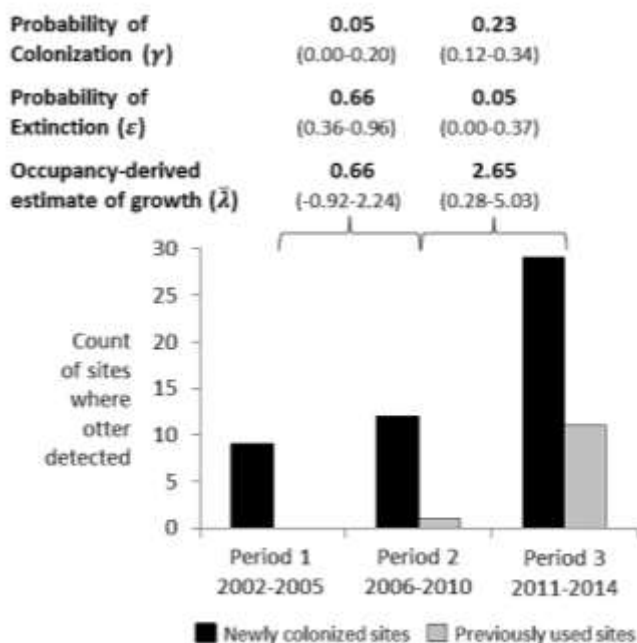 Probability of 0.05 0.23
Colonization (γ) (0.00-0.20) (0.12-0.34)
Probability of 0.66 0.05
Extinction (ε) (0.36-0.96) (0.00-0.37)
Occupancy-derived 0.66 2.65
estimate of growth (λ̄) (-0.92-2.24) (0.28-5.03)
30
25
Count
20
of sites
where
15
otter
10
detected
5
0
Period 1 Period 2 Period 3
2002-2005 2006-2010 2011-2014
Newly colonized sites Previously used sites